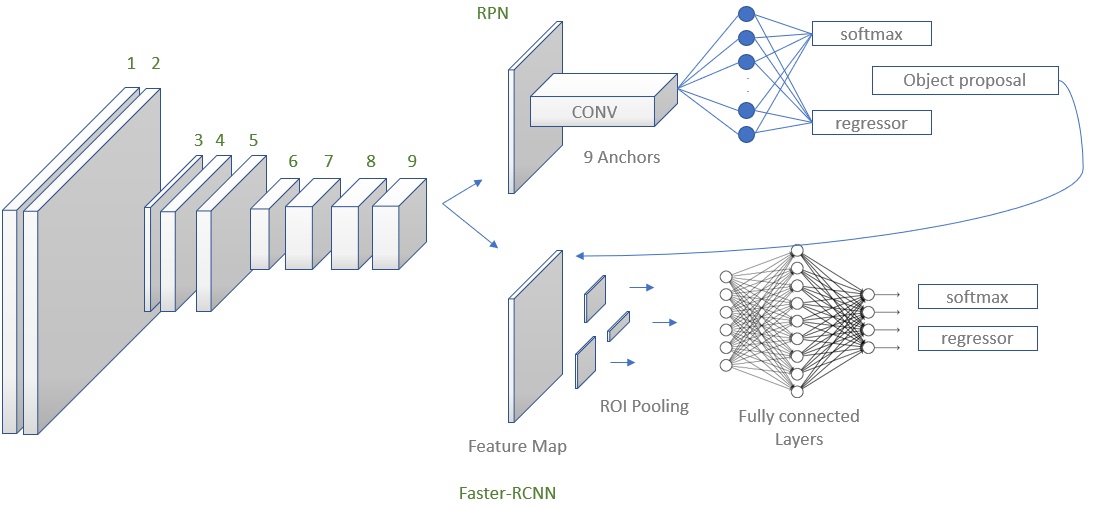 RPN
1 2
3 4 5
6 7 8 9
CONV
9 Anchors
softmax
Object proposal
regressor
ROI Pooling
Feature Map
Fully connected
Layers
softmax
regressor
Faster-RCNN